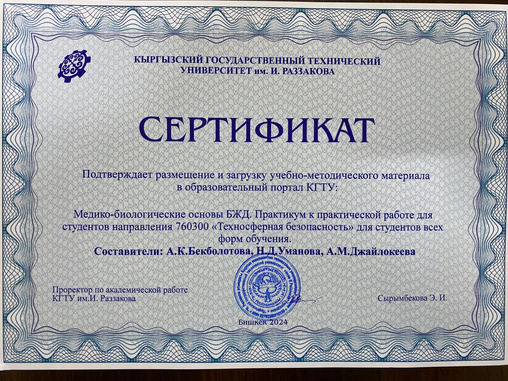 КЫРГЫЗСКИЙ ГОСУДАРСТВЕННЫЙ ТЕХНИЧЕСКИЙ
УНИВЕРСИТЕТ им. И. РАЗЗАКОВА
СЕРТИФИКАТ
Подтверждает размещение и загрузку учебно-методического материала
в образовательный портал КГТУ:
Медико-биологические основы БЖД. Практикум к практической работе для
студентов направления 760300 «Техносферная безопасность» для студентов всех
форм обучения.
Составители: А.К.Бекболотова, Н.Д.Уманова, А.М.Джайлокеева
Проректор по академической работе
КГТУ им.И. Раззакова
Сырымбекова Э. И.
Бишкек 2024